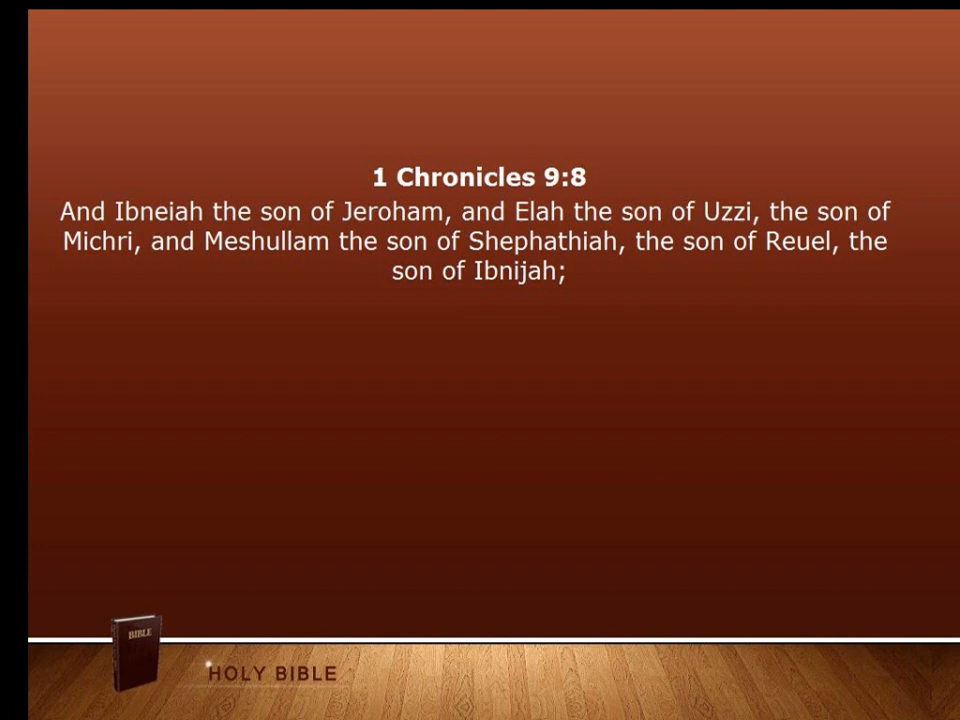 1 Chronicles 9:8
And Ibneiah the son of Jeroham, and Elah the son of Uzzi, the son of
Michri, and Meshullam the son of Shephathiah, the son of Reuel, the
son of Ibnijah;
BIBLE
HOLY BIBLE